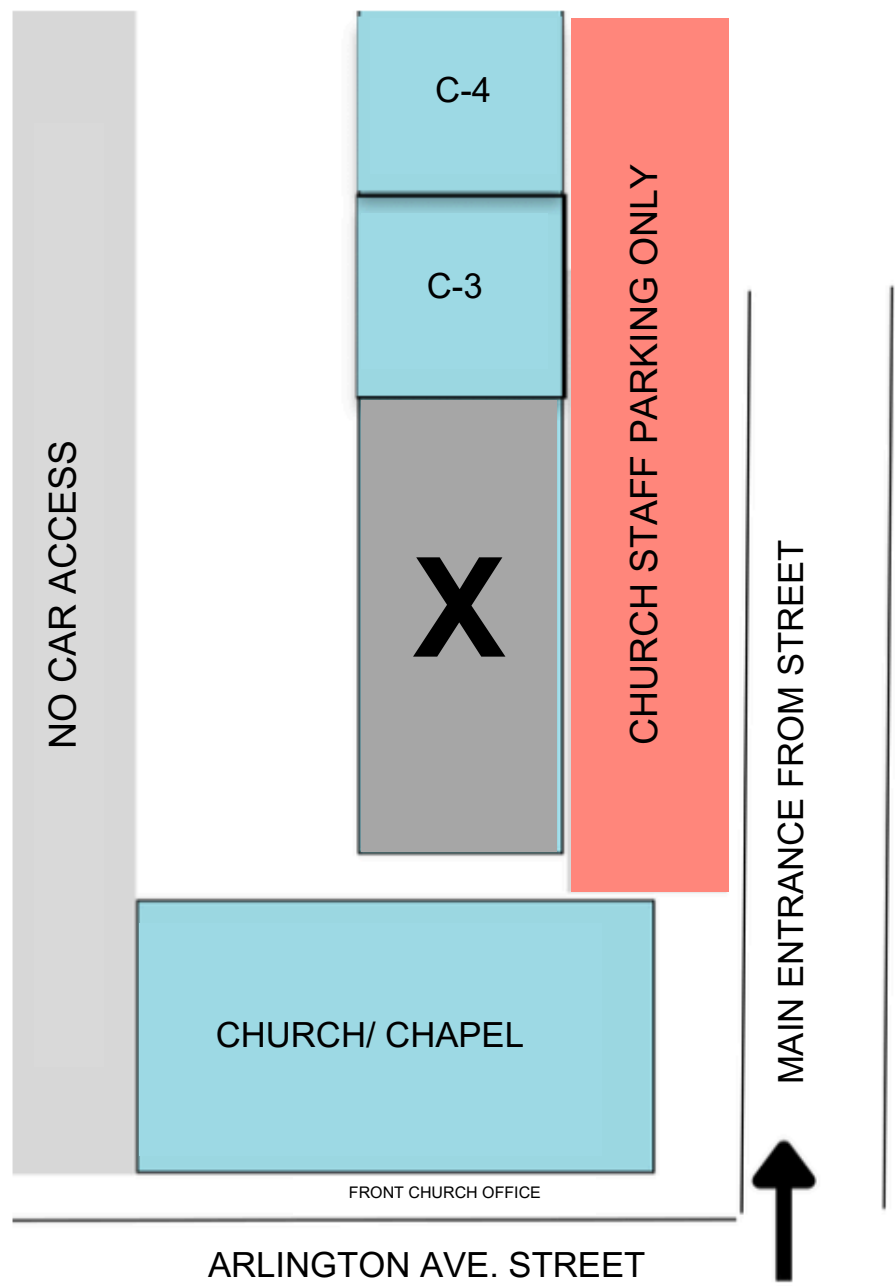 C-4
C-3
CHURCH STAFF PARKING ONLY
NO CAR ACCESS
X
MAIN ENTRANCE FROM STREET
CHURCH/ CHAPEL
FRONT CHURCH OFFICE
ARLINGTON AVE. STREET